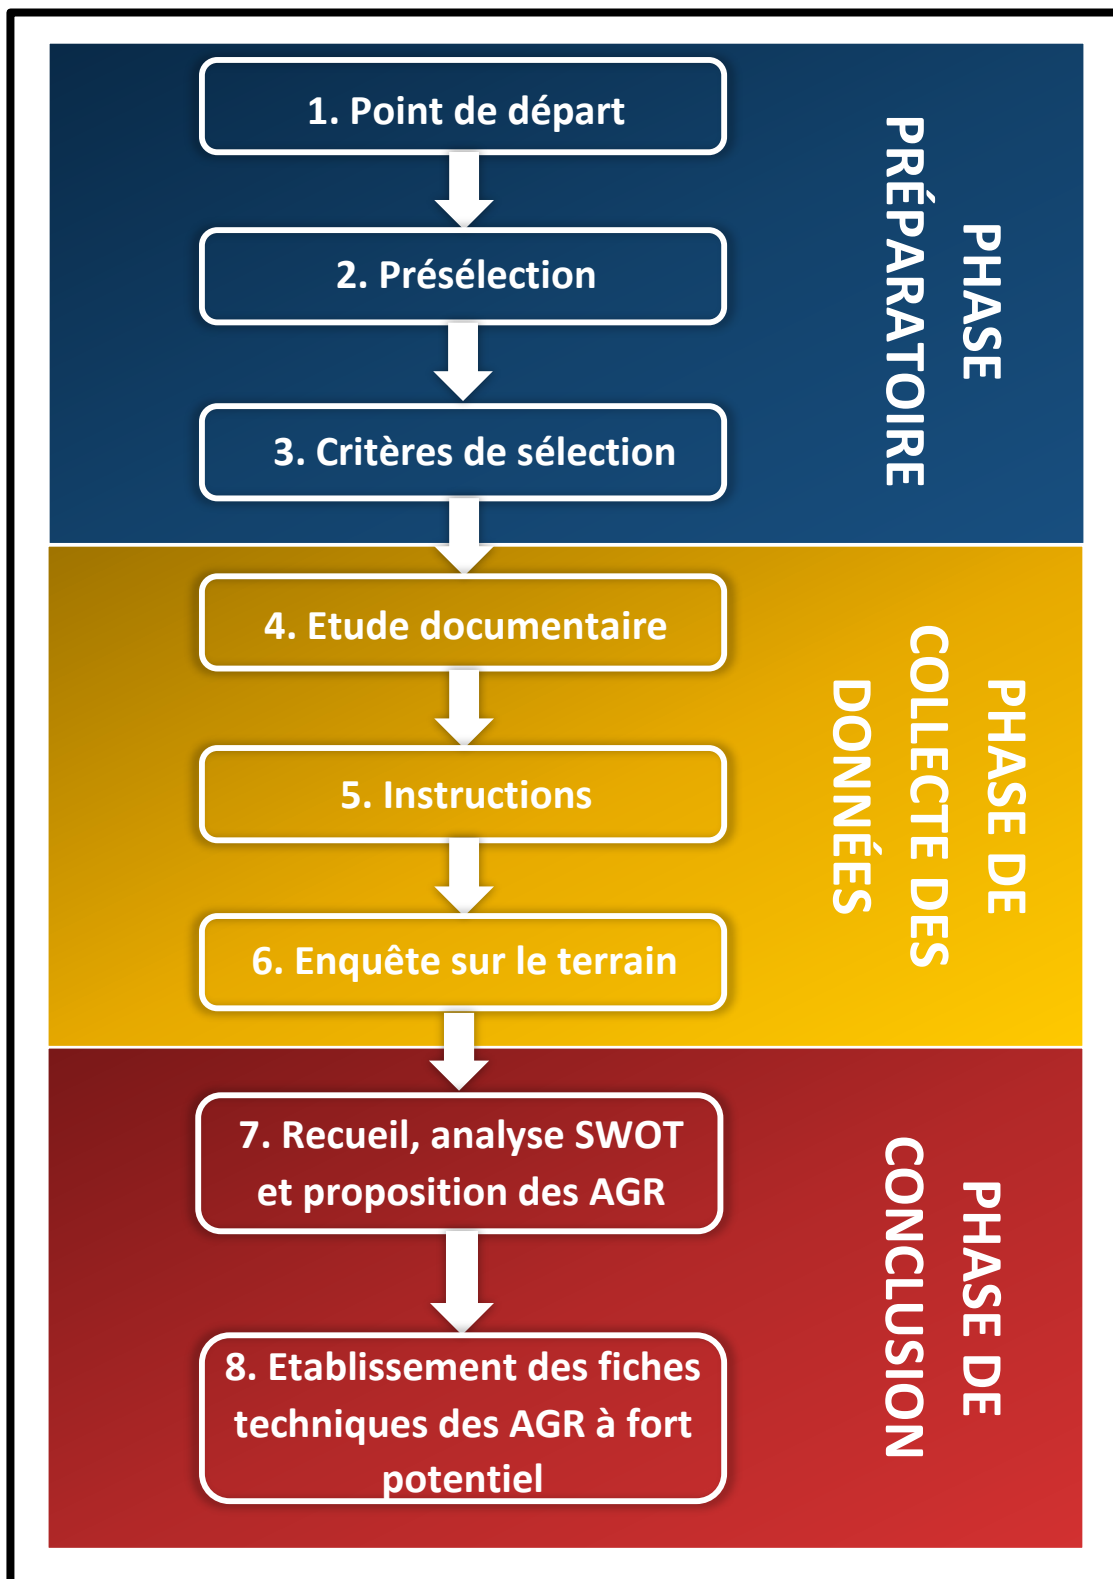 1. Point de départ
2. Présélection
3. Critères de sélection
PHASE
PRÉPARATOIRE
4. Etude documentaire
5. Instructions
6. Enquête sur le terrain
PHASE DE
COLLECTE DES
DONNÉES
7. Recueil, analyse SWOT
et proposition des AGR
8. Etablissement des fiches
techniques des AGR à fort
potentiel
PHASE DE
CONCLUSION